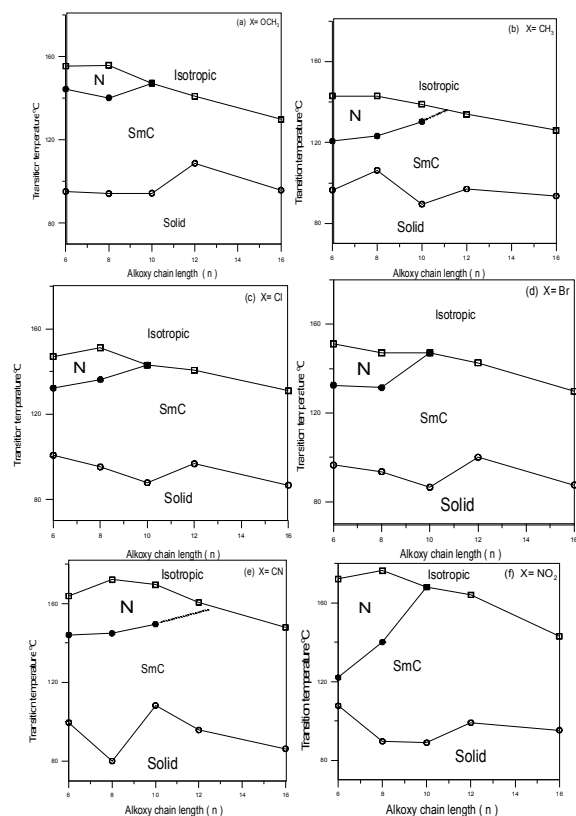 (a) X= OCH₃
160
120
80
Transition temperature °C
N
Isotropic
SmC
Solid
6 8 10 12 14 16
Alkoxy chain length ( n )
(b) X= CH₃
160
120
80
Transition temperature °C
Isotropic
N
SmC
Solid
6 8 10 12 14 16
Alkoxy chain length ( n )
(c) X= Cl
160
120
80
Transition temperature °C
Isotropic
N
SmC
Solid
6 8 10 12 14 16
Alkoxy chain length ( n )
(d) X= Br
160
120
80
Transition temperature °C
Isotropic
N
SmC
Solid
6 8 10 12 14 16
Alkoxy chain length ( n )
(e) X= CN
160
120
80
Transition temperature °C
Isotropic
N
SmC
Solid
6 8 10 12 14 16
Alkoxy chain length ( n )
(f) X= NO₂
160
120
80
Transition temperature °C
Isotropic
N
SmC
Solid
6 8 10 12 14 16
Alkoxy chain length ( n )